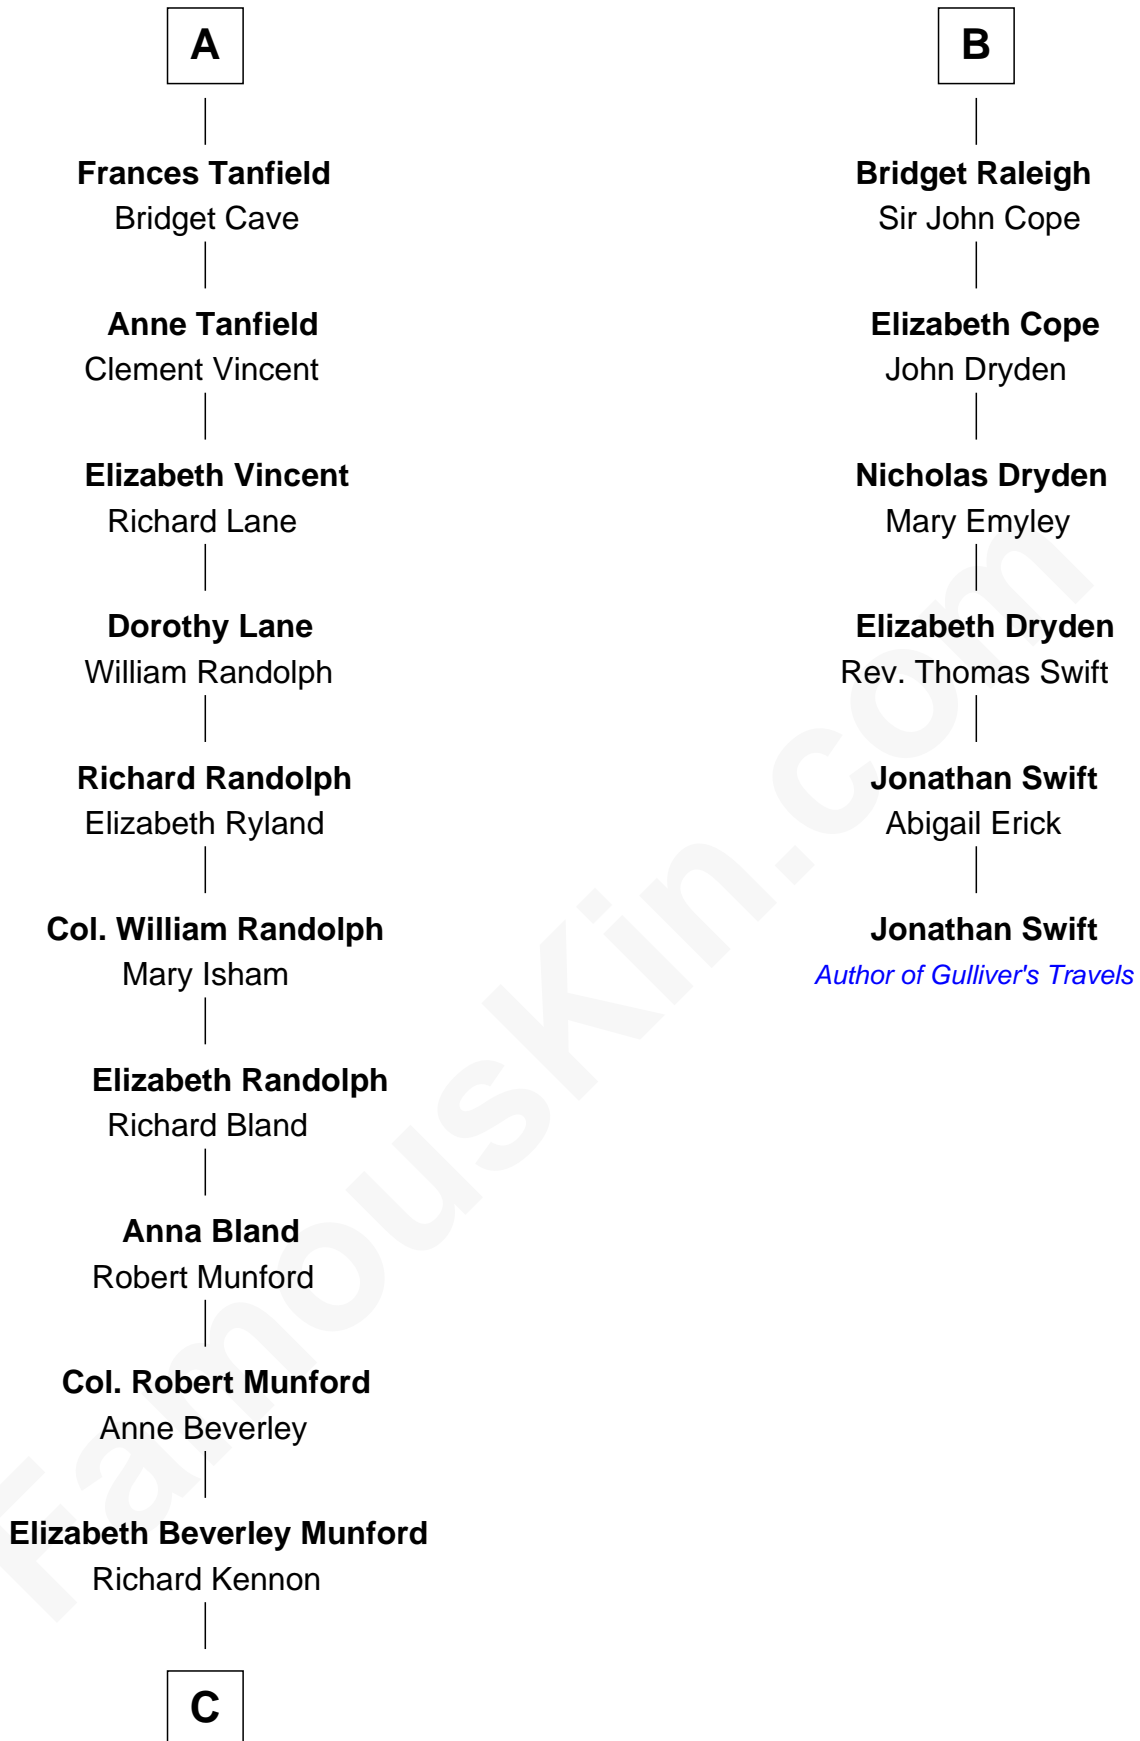 A
Frances Tanfield
Bridget Cave
Anne Tanfield
Clement Vincent
Elizabeth Vincent
Richard Lane
Dorothy Lane
William Randolph
Richard Randolph
Elizabeth Ryland
Col. William Randolph
Mary Isham
Elizabeth Randolph
Richard Bland
Anna Bland
Robert Munford
Col. Robert Munford
Anne Beverley
Elizabeth Beverley Munford
Richard Kennon
C
B
Bridget Raleigh
Sir John Cope
Elizabeth Cope
John Dryden
Nicholas Dryden
Mary Emyley
Elizabeth Dryden
Rev. Thomas Swift
Jonathan Swift
Abigail Erick
Jonathan Swift
Author of Gulliver's Travels
FamousKin.com